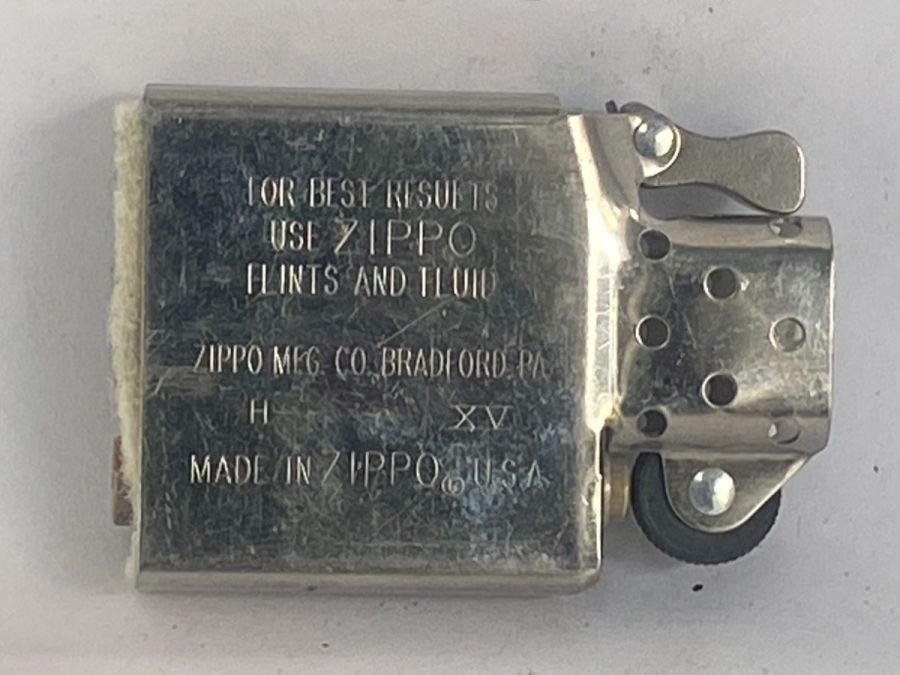 FOR BEST RESULTS
USE ZIPPO
FLINTS AND FLUID
ZIPPO MFG. CO. BRADFORD. PA
H XV
MADE IN ZIPPO © U.S.A